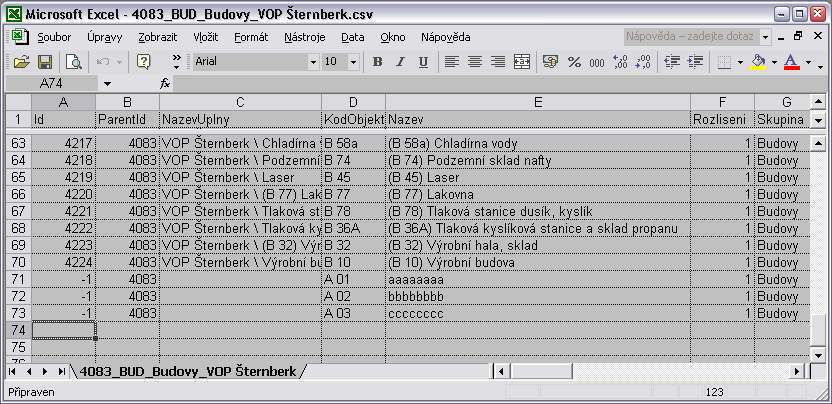 Microsoft Excel - 4083_BUD_Budovy_VOP Šternberk.csv
Soubor Úpravy Zobrazit Vložit Formát Nástroje Data Okno Nápověda Nápověda – zadejte dotaz
Arial 10 B I U % 000
A74 fx
A B C D E F G
1 Id ParentId NazevUplny KodObjekt Nazev Rozliseni Skupina
63 4217 4083 VOP Šternberk \ Chladírna B 58a (B 58a) Chladírna vody 1 Budovy
64 4218 4083 VOP Šternberk \ Podzemní B 74 (B 74) Podzemní sklad nafty 1 Budovy
65 4219 4083 VOP Šternberk \ Laser B 45 (B 45) Laser 1 Budovy
66 4220 4083 VOP Šternberk \ (B 77) Lak B 77 (B 77) Lakovna 1 Budovy
67 4221 4083 VOP Šternberk \ Tlaková st B 78 (B 78) Tlaková stanice dusík, kyslík 1 Budovy
68 4222 4083 VOP Šternberk \ Tlaková ky B 36A (B 36A) Tlaková kyslíková stanice a sklad propanu 1 Budovy
69 4223 4083 VOP Šternberk \ (B 32) Výr B 32 (B 32) Výrobní hala, sklad 1 Budovy
70 4224 4083 VOP Šternberk \ Výrobní bu B 10 (B 10) Výrobní budova 1 Budovy
71 -1 4083 A 01 aaaaaaaa 1 Budovy
72 -1 4083 A 02 bbbbbbbb 1 Budovy
73 -1 4083 A 03 cccccccc 1 Budovy
74
75
4083_BUD_Budovy_VOP Šternberk
Připraven 123